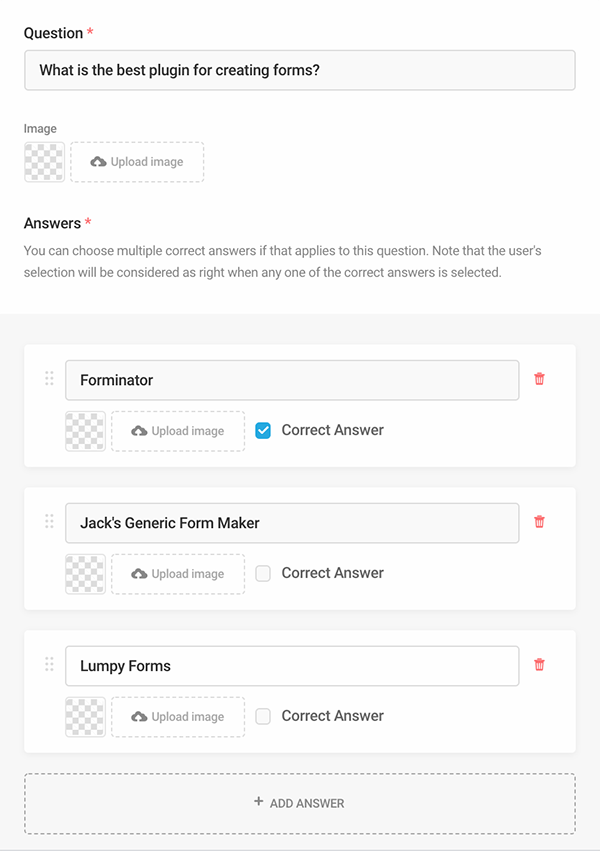 Question *
What is the best plugin for creating forms?
Image
Upload image
Answers *
You can choose multiple correct answers if that applies to this question. Note that the user's
selection will be considered as right when any one of the correct answers is selected.
Forminator
Upload image Correct Answer
Jack's Generic Form Maker
Upload image Correct Answer
Lumpy Forms
Upload image Correct Answer
+ ADD ANSWER